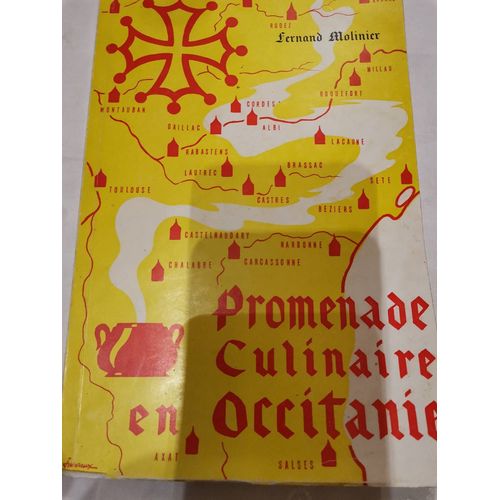 RODEZ
Fernand Molinier
MILLAU
ROQUEFORT
MONTAUBAN
CORDES
GAILLAC
ALBI
LACAUNE
RABASTENS
BRASSAC
LAUTREC
SETE
TOULOUSE
CASTRES
BÉZIERS
CASTELNAUDARY
NARBONNE
CARCASSONNE
CHALABRE
Promenade
Culinaire
en Occitanie
AXAT
SALSES